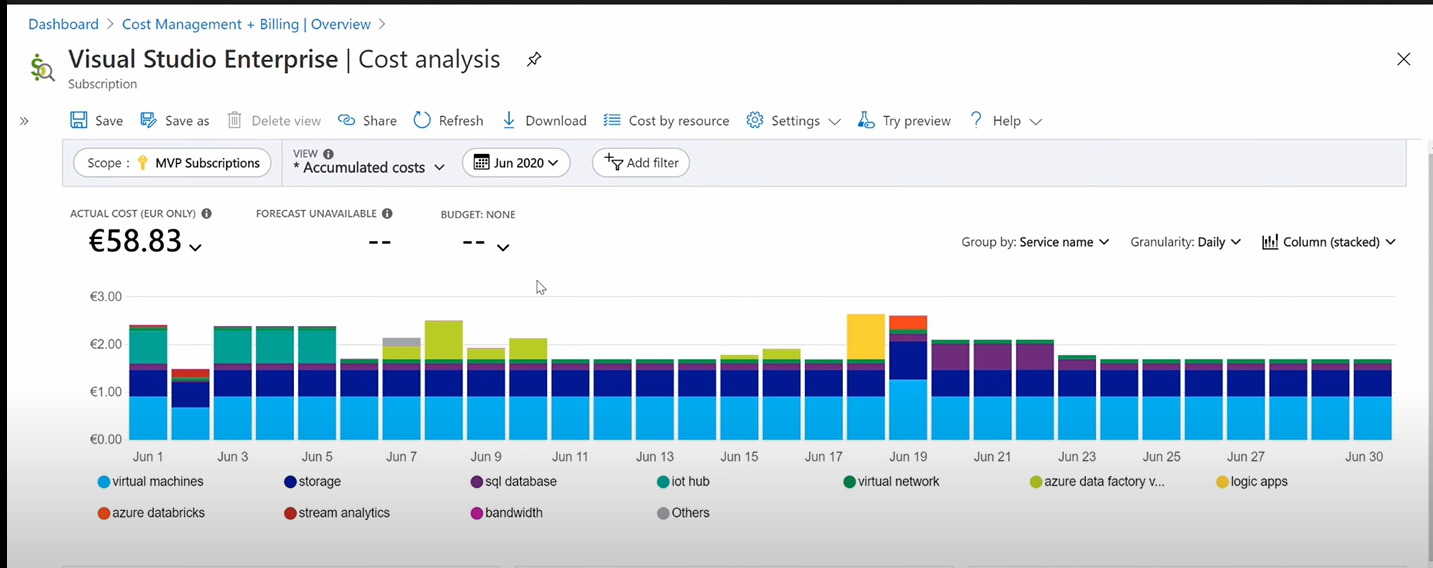 Dashboard > Cost Management + Billing | Overview >
Visual Studio Enterprise | Cost analysis
Subscription
» Save Save as Delete view Share Refresh Download Cost by resource Settings Try preview ? Help
Scope : MVP Subscriptions
VIEW
* Accumulated costs
Jun 2020
Add filter
ACTUAL COST (EUR ONLY) FORECAST UNAVAILABLE BUDGET: NONE
€58.83 -- --
Group by: Service name Granularity: Daily Column (stacked)
€3.00
€2.00
€1.00
€0.00
Jun 1 Jun 3 Jun 5 Jun 7 Jun 9 Jun 11 Jun 13 Jun 15 Jun 17 Jun 19 Jun 21 Jun 23 Jun 25 Jun 27 Jun 30
virtual machines storage sql database iot hub virtual network azure data factory v... logic apps
azure databricks stream analytics bandwidth Others